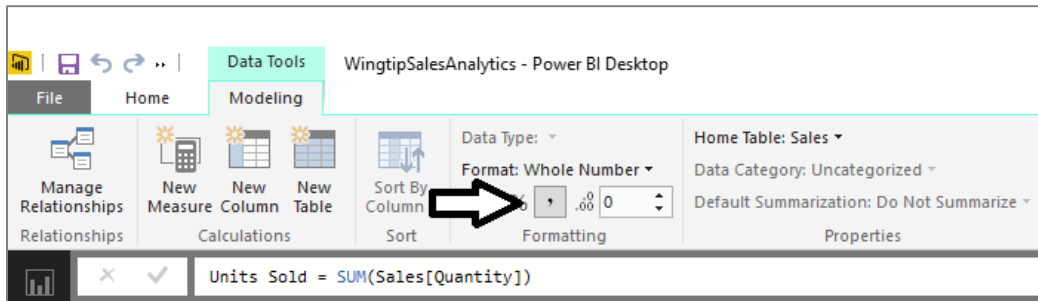 Data Tools WingtipSalesAnalytics - Power BI Desktop
File Home Modeling
Manage Relationships
New Measure
New Column
New Table
Sort By Column
Data Type:
Format: Whole Number
% , .00 0
Home Table: Sales
Data Category: Uncategorized
Default Summarization: Do Not Summarize
Relationships Calculations Sort Formatting Properties
Units Sold = SUM(Sales[Quantity])